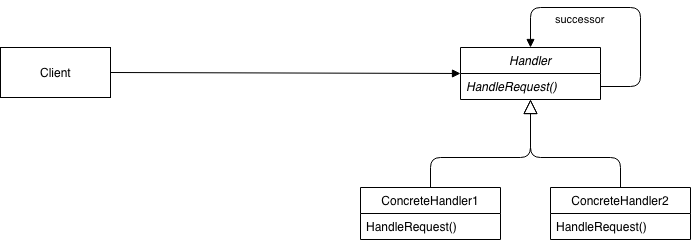 successor
Client
Handler
HandleRequest()
ConcreteHandler1
HandleRequest()
ConcreteHandler2
HandleRequest()